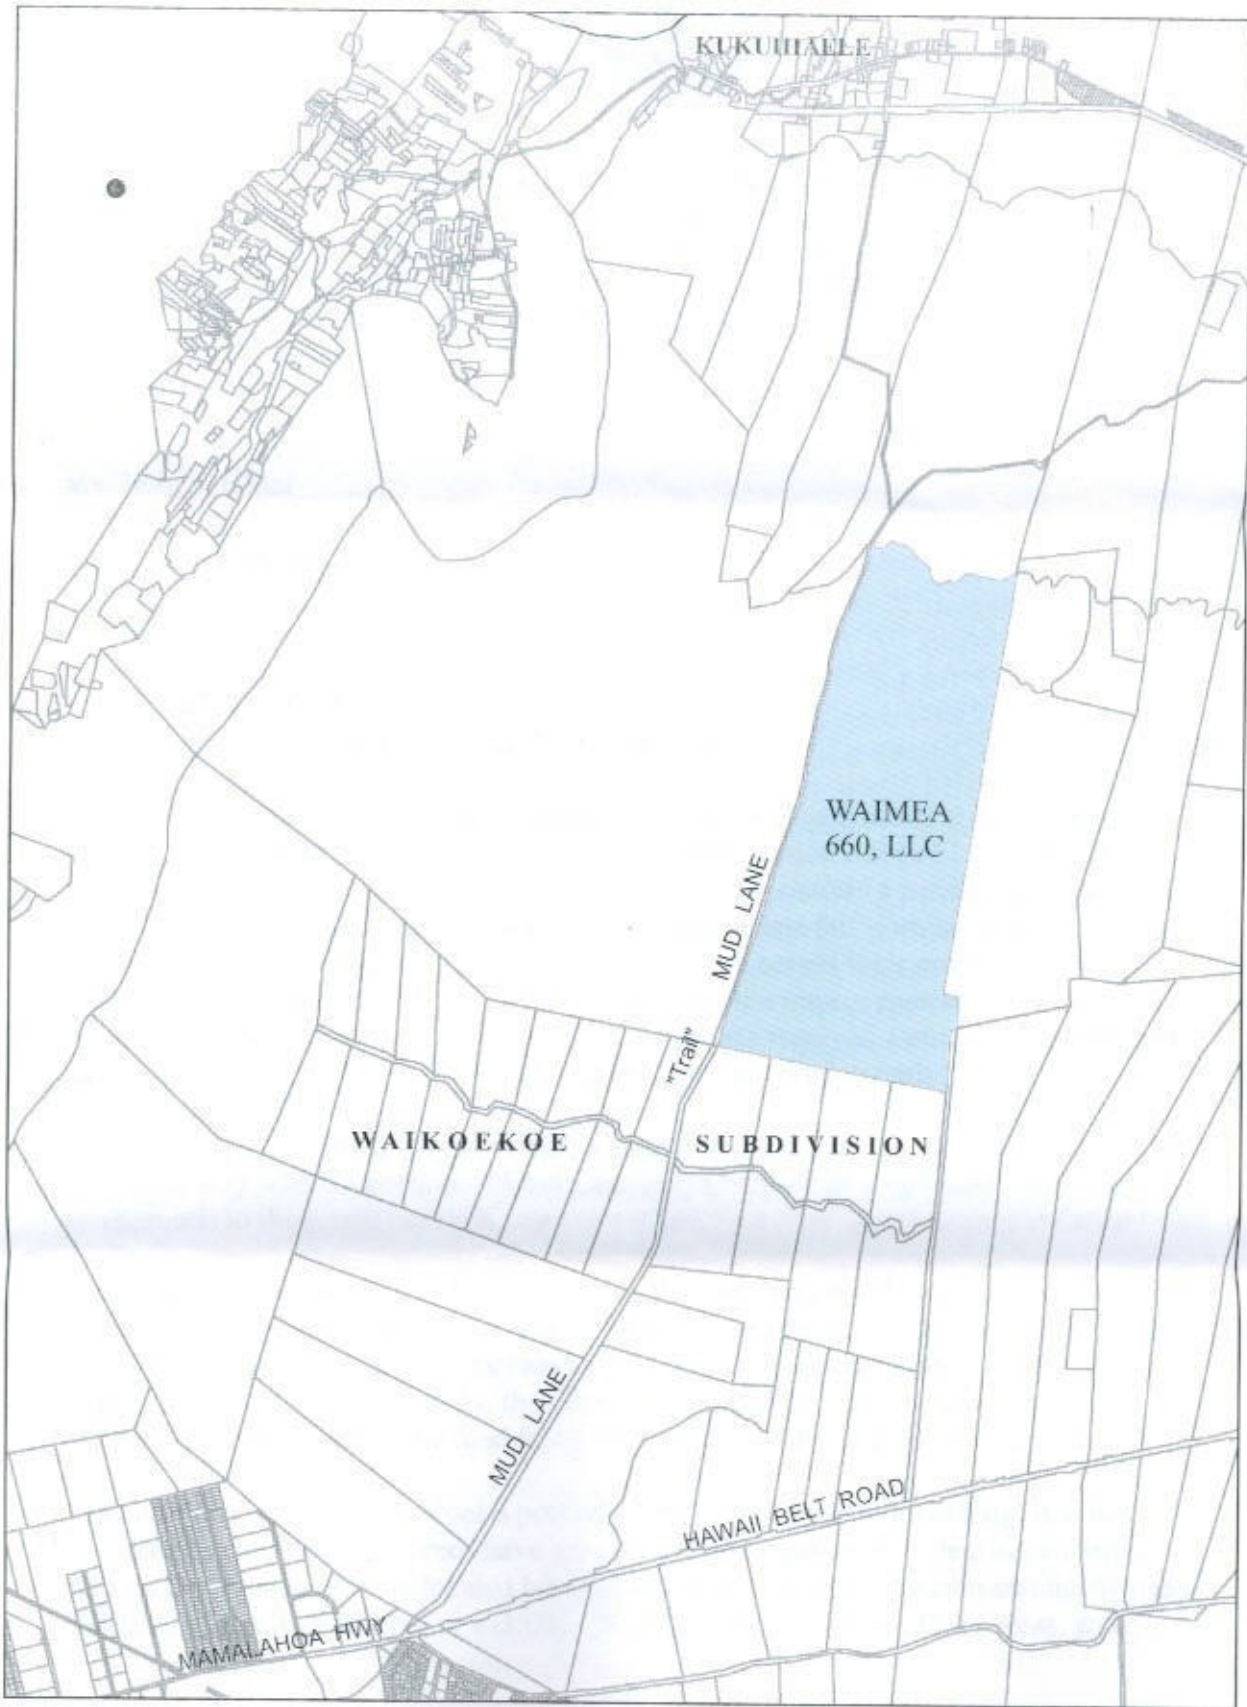 KUKUIHAELE
WAIMEA
660, LLC
MUD LANE
"Trail"
WAIKOEKOE SUBDIVISION
MUD LANE
HAWAII BELT ROAD
MAMALAHOA HWY